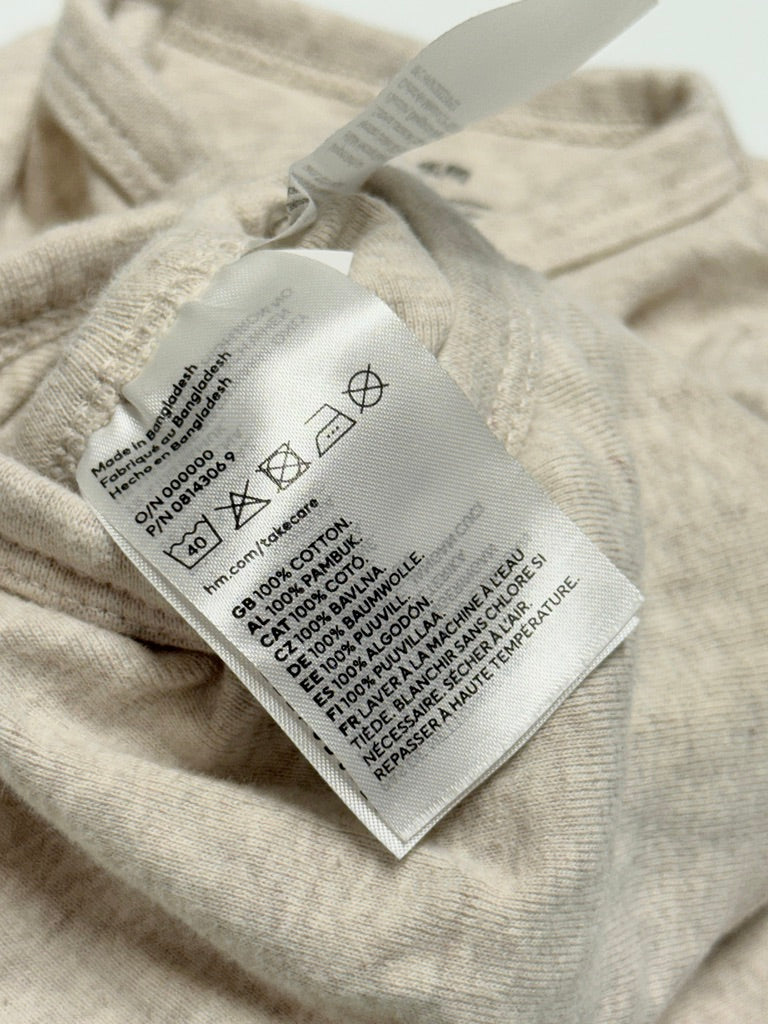 Made in Bangladesh
Fabriqué au Bangladesh
Hecho en Bangladesh
O/N 000000
P/N 0814306 9
40
hm.com/takecare
GB 100% COTTON.
AL 100% PAMBUK.
CAT 100% COTÓ.
CZ 100% BAVLNA.
DE 100% BAUMWOLLE.
EE 100% PUUVILL.
ES 100% ALGODÓN.
FI 100% PUUVILLAA.
FR LAVER À LA MACHINE À L'EAU
TIÈDE. BLANCHIR SANS CHLORE SI
NÉCESSAIRE. SÉCHER À L'AIR.
REPASSER À HAUTE TEMPÉRATURE.